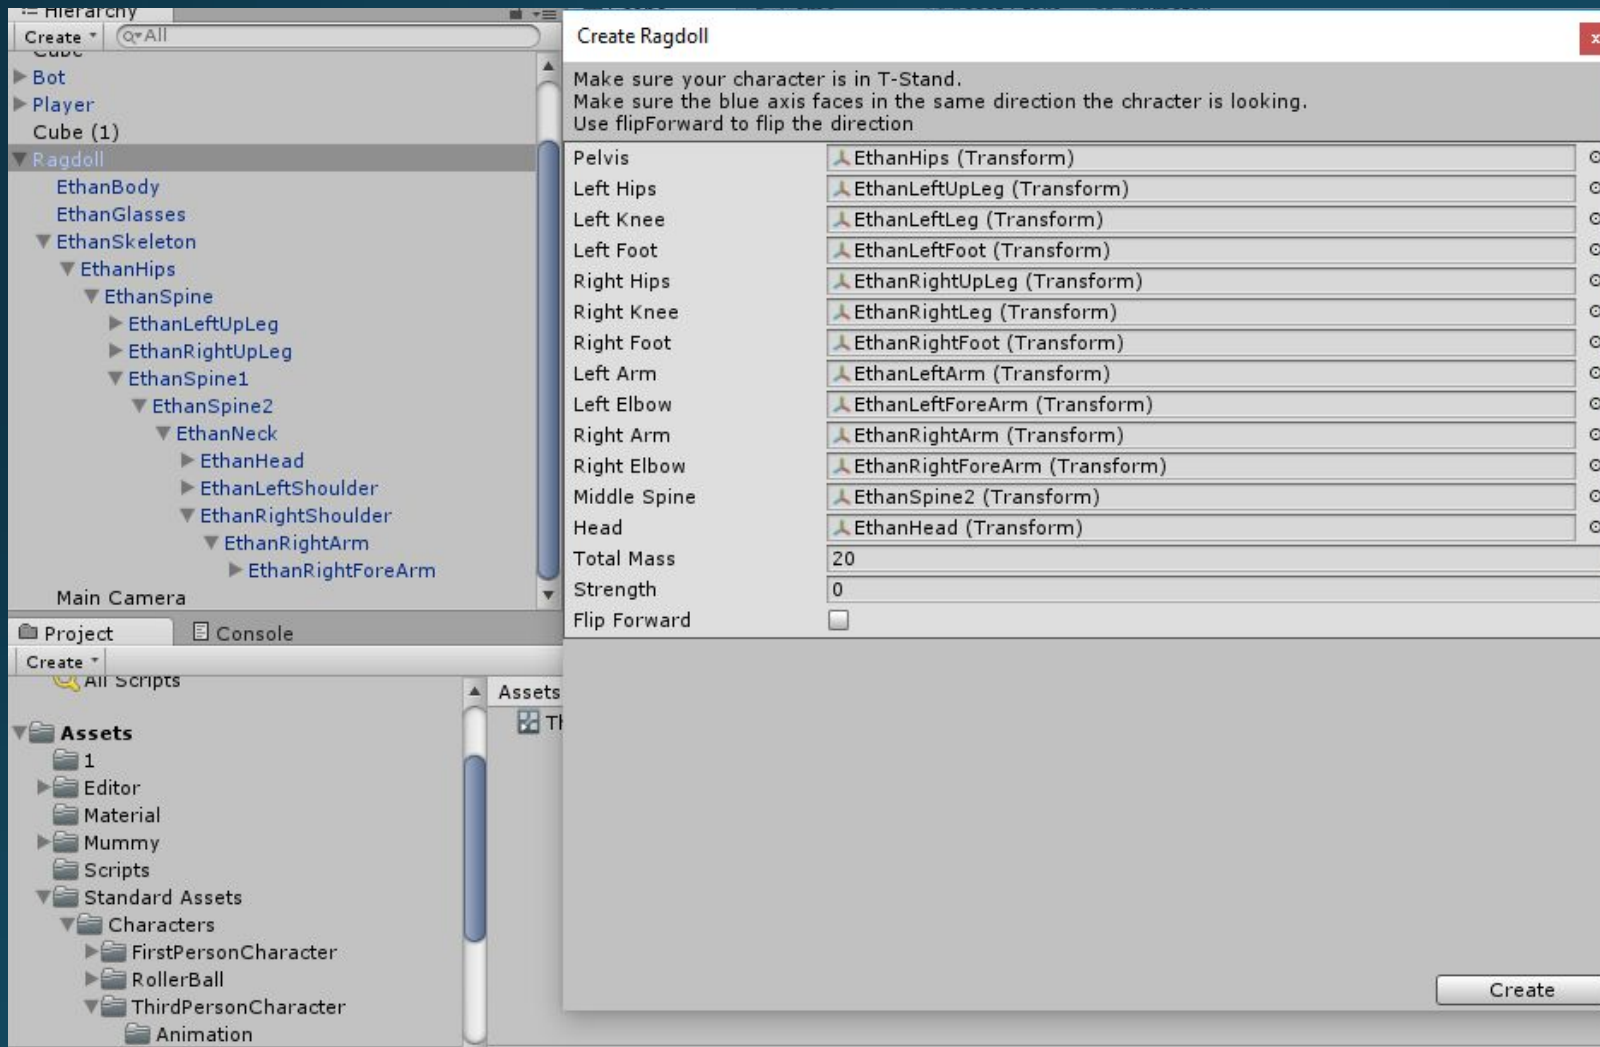 Hierarchy
Create
All
Cube
Bot
Player
Cube (1)
Ragdoll
EthanBody
EthanGlasses
EthanSkeleton
EthanHips
EthanSpine
EthanLeftUpLeg
EthanRightUpLeg
EthanSpine1
EthanSpine2
EthanNeck
EthanHead
EthanLeftShoulder
EthanRightShoulder
EthanRightArm
EthanRightForeArm
Main Camera
Project Console
Create
All Scripts
Assets
1
Editor
Material
Mummy
Scripts
Standard Assets
Characters
FirstPersonCharacter
RollerBall
ThirdPersonCharacter
Animation
Assets
Create Ragdoll
x
Make sure your character is in T-Stand.
Make sure the blue axis faces in the same direction the chracter is looking.
Use flipForward to flip the direction
Pelvis EthanHips (Transform)
Left Hips EthanLeftUpLeg (Transform)
Left Knee EthanLeftLeg (Transform)
Left Foot EthanLeftFoot (Transform)
Right Hips EthanRightUpLeg (Transform)
Right Knee EthanRightLeg (Transform)
Right Foot EthanRightFoot (Transform)
Left Arm EthanLeftArm (Transform)
Left Elbow EthanLeftForeArm (Transform)
Right Arm EthanRightArm (Transform)
Right Elbow EthanRightForeArm (Transform)
Middle Spine EthanSpine2 (Transform)
Head EthanHead (Transform)
Total Mass 20
Strength 0
Flip Forward
Create